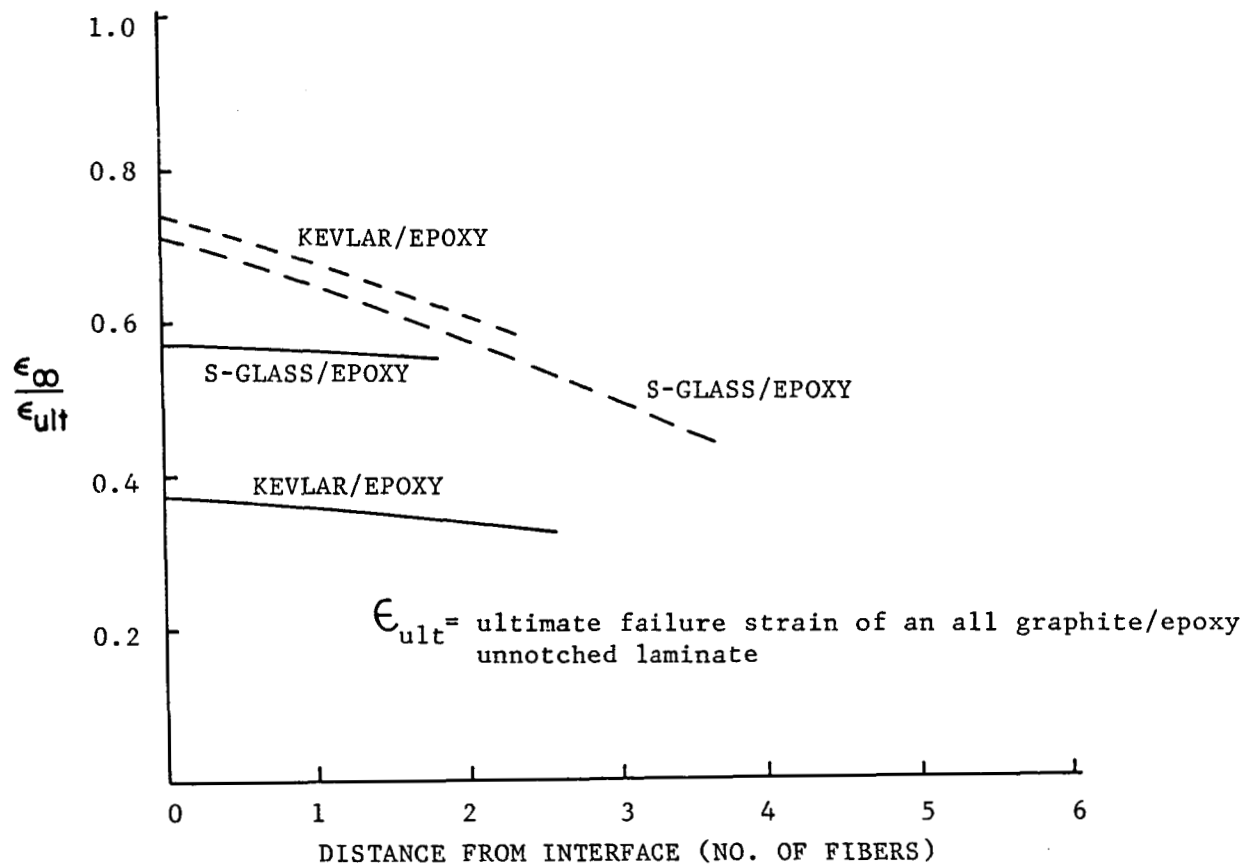 1.0
0.8
KEVLAR/EPOXY
0.6
S-GLASS/EPOXY
S-GLASS/EPOXY
ϵ∞
ϵult
0.4
KEVLAR/EPOXY
ϵult= ultimate failure strain of an all graphite/epoxy
unnotched laminate
0.2
0 1 2 3 4 5 6
DISTANCE FROM INTERFACE (NO. OF FIBERS)